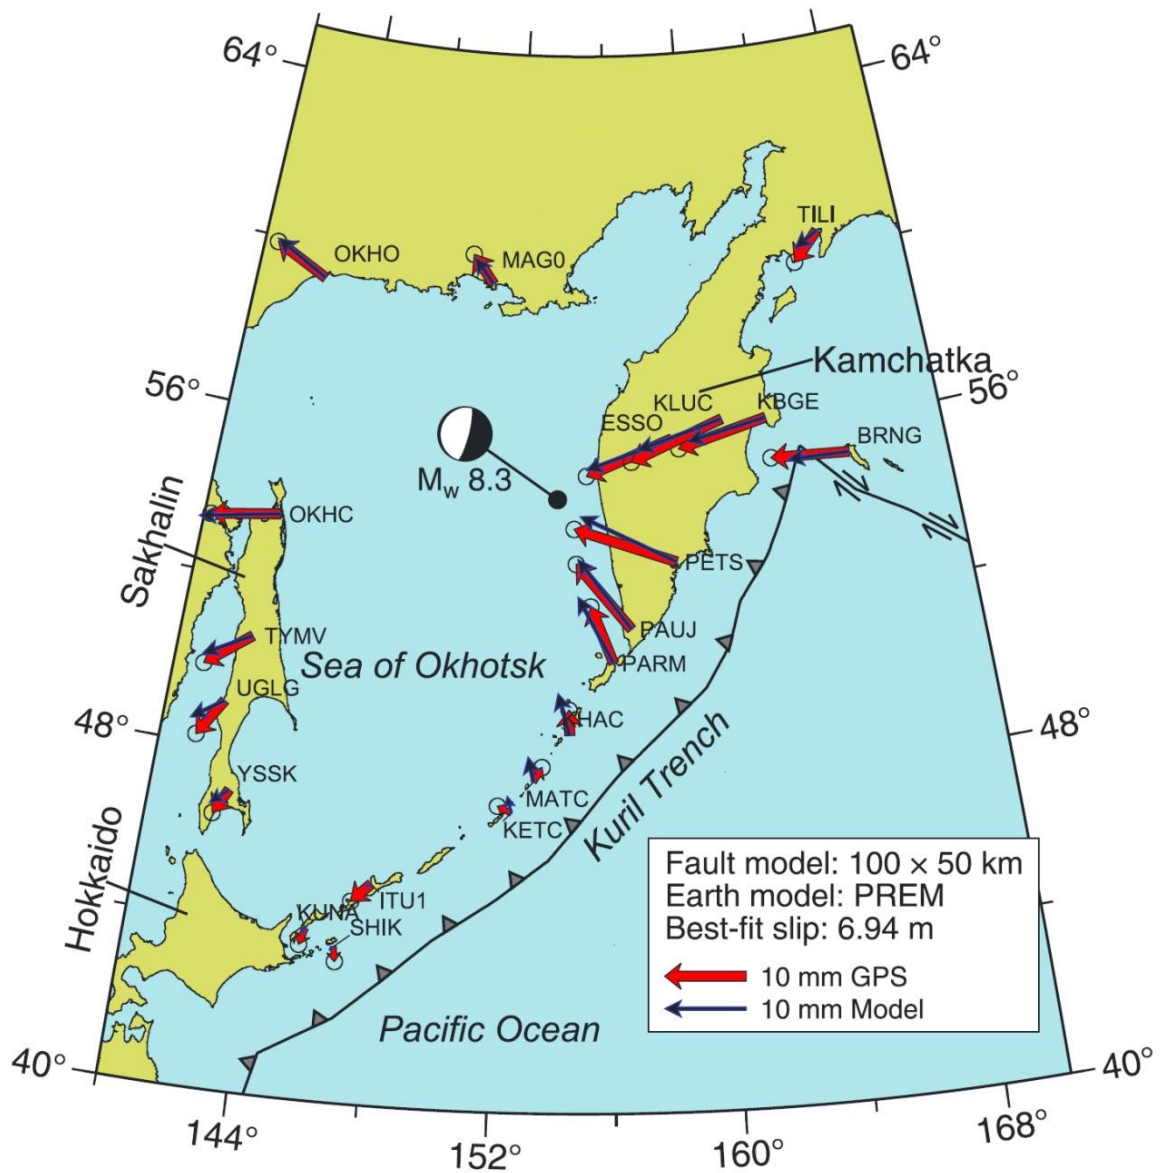 64°
64°
TILI
OKHO
MAG0
Kamchatka
56°
56°
KLUC
KBGE
ESSO
BRNG
Mw 8.3
Sakhalin
OKHC
PETS
TYMV
PAUJ
Sea of Okhotsk
PARM
UGLG
48°
48°
KHAC
YSSK
MATC
Kuril Trench
KETC
Hokkaido
ITU1
KUNA
SHIK
Fault model: 100 × 50 km
Earth model: PREM
Best-fit slip: 6.94 m
10 mm GPS
10 mm Model
Pacific Ocean
40°
40°
144°
152°
160°
168°